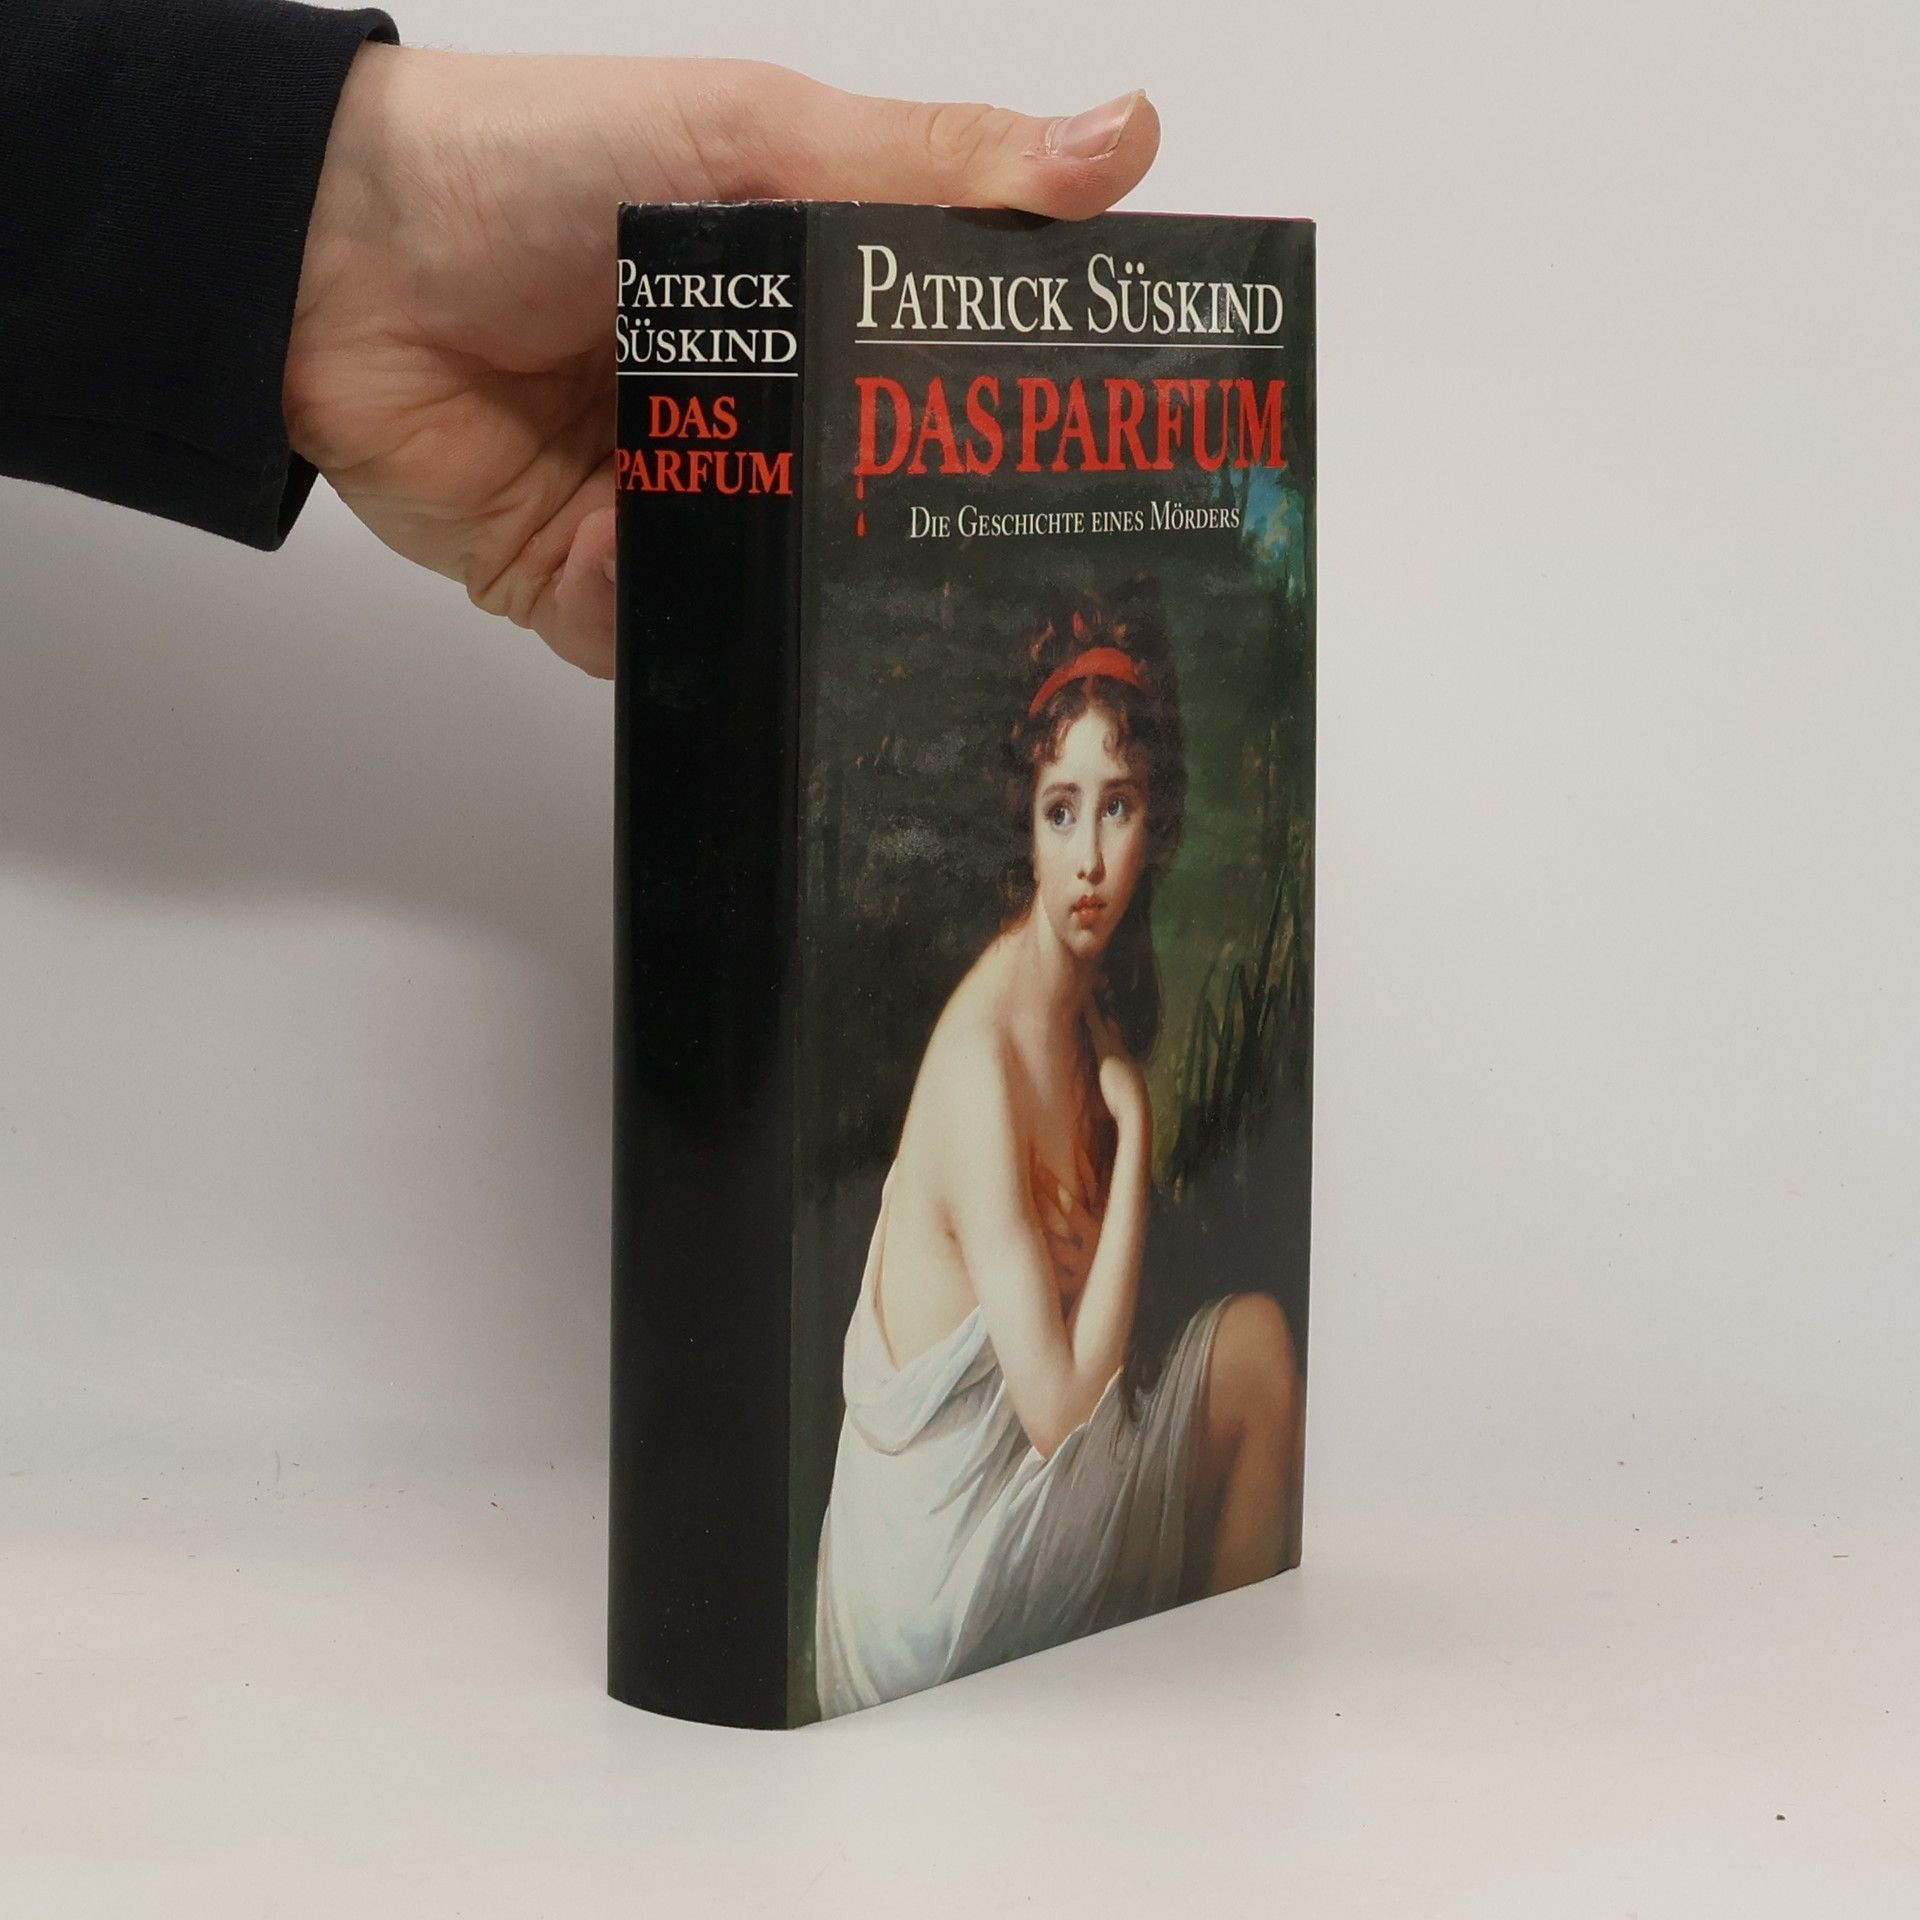 PATRICK
SÜSKIND
DAS
PARFUM
PATRICK SÜSKIND
DAS PARFUM
DIE GESCHICHTE EINES MÖRDERS